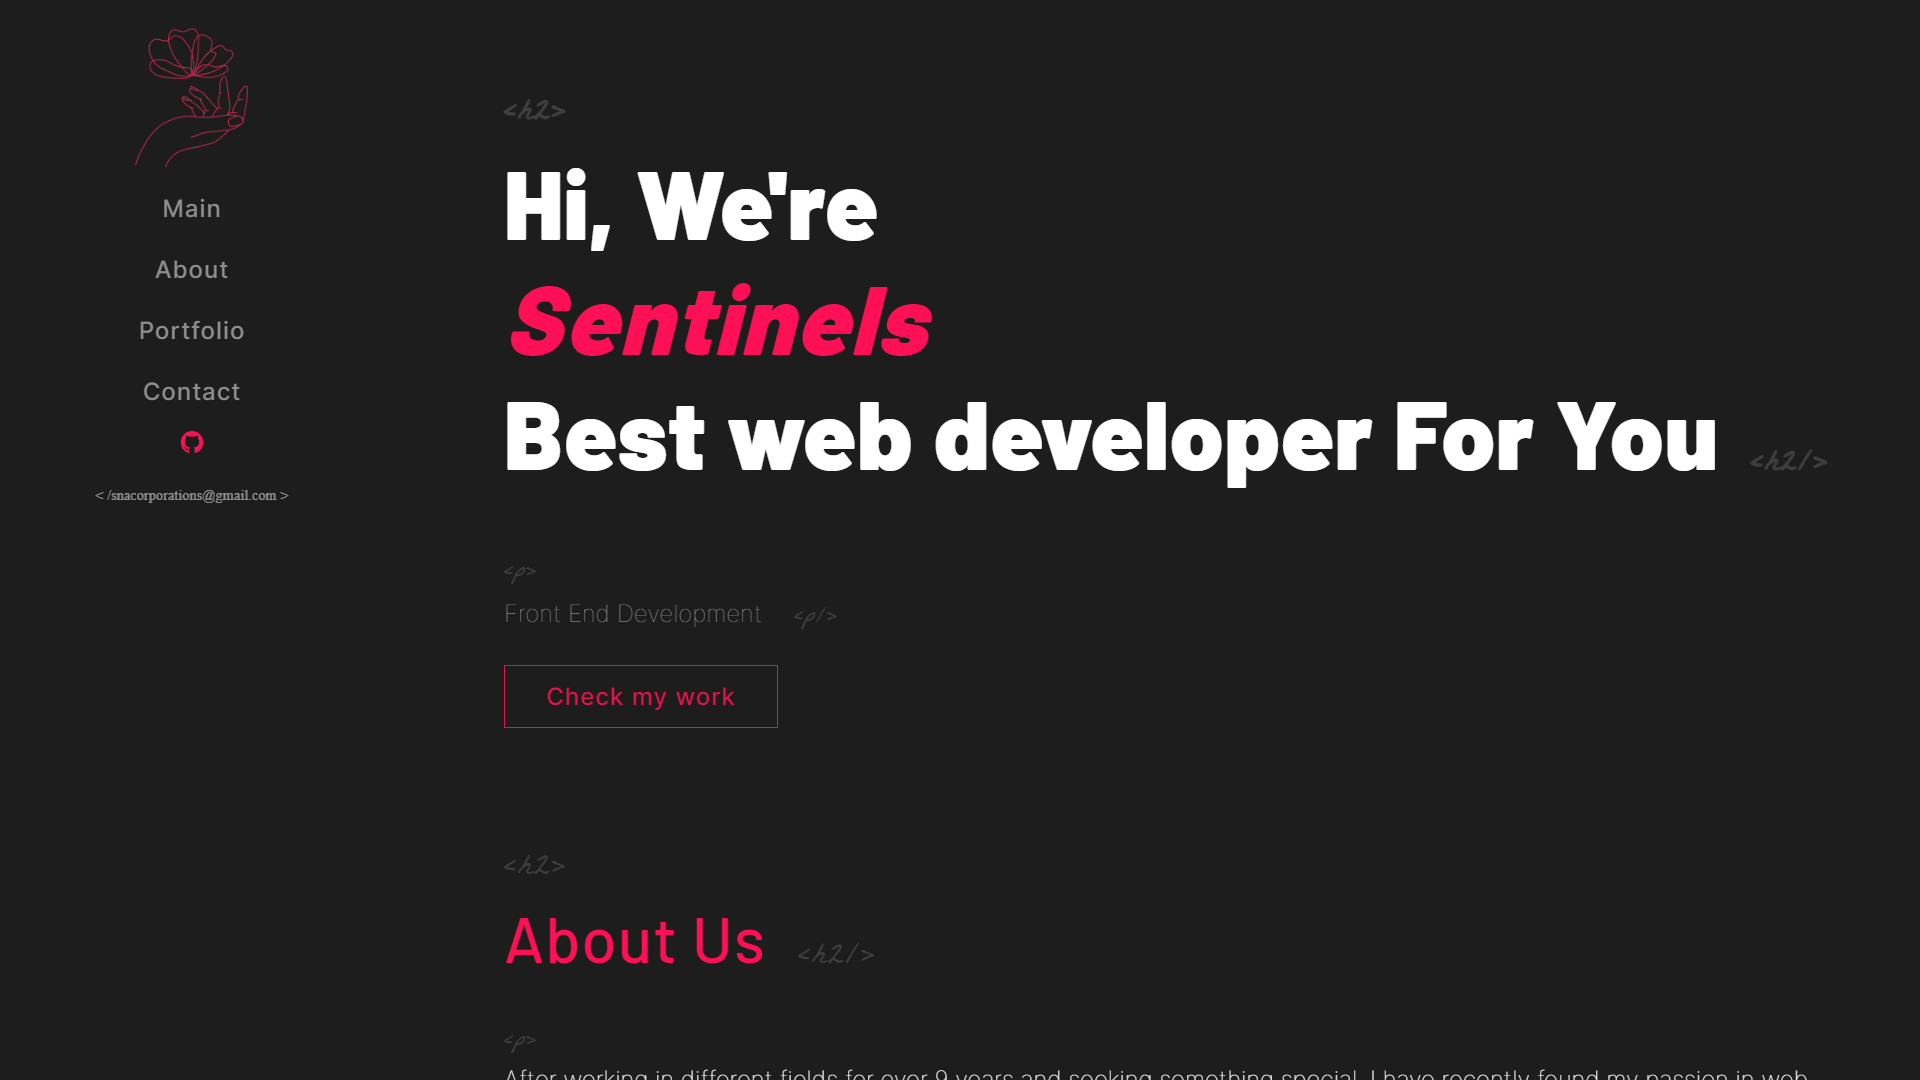 Main
About
Portfolio
Contact
< /snacorporations@gmail.com >
<h2>
Hi, We're
Sentinels
Best web developer For You <h2/>
<p>
Front End Development <p/>
Check my work
<h2>
About Us <h2/>
<p>
After working in different fields for over 9 years and seeking something special, I have recently found my passion in web